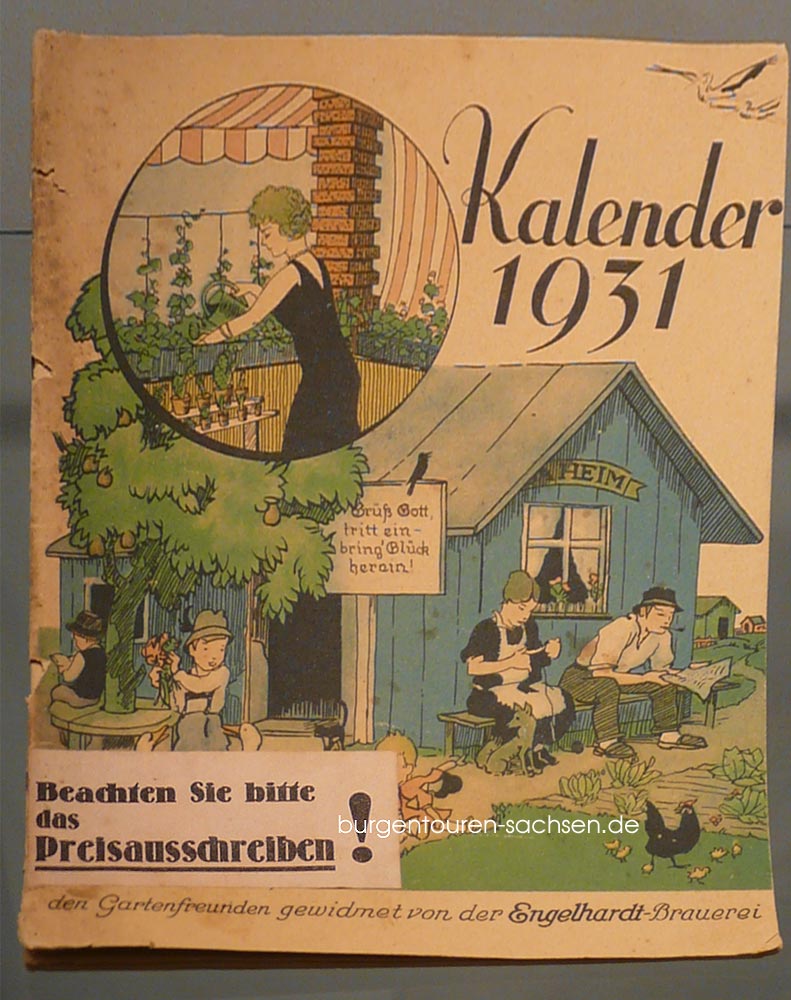 Kalender
1931
HEIM
Grüß Gott,
tritt ein-
bring' Glück
herein!
Beachten Sie bitte
das
Preisausschreiben!
burgentouren-sachsen.de
den Gartenfreunden gewidmet von der Engelhardt-Brauerei